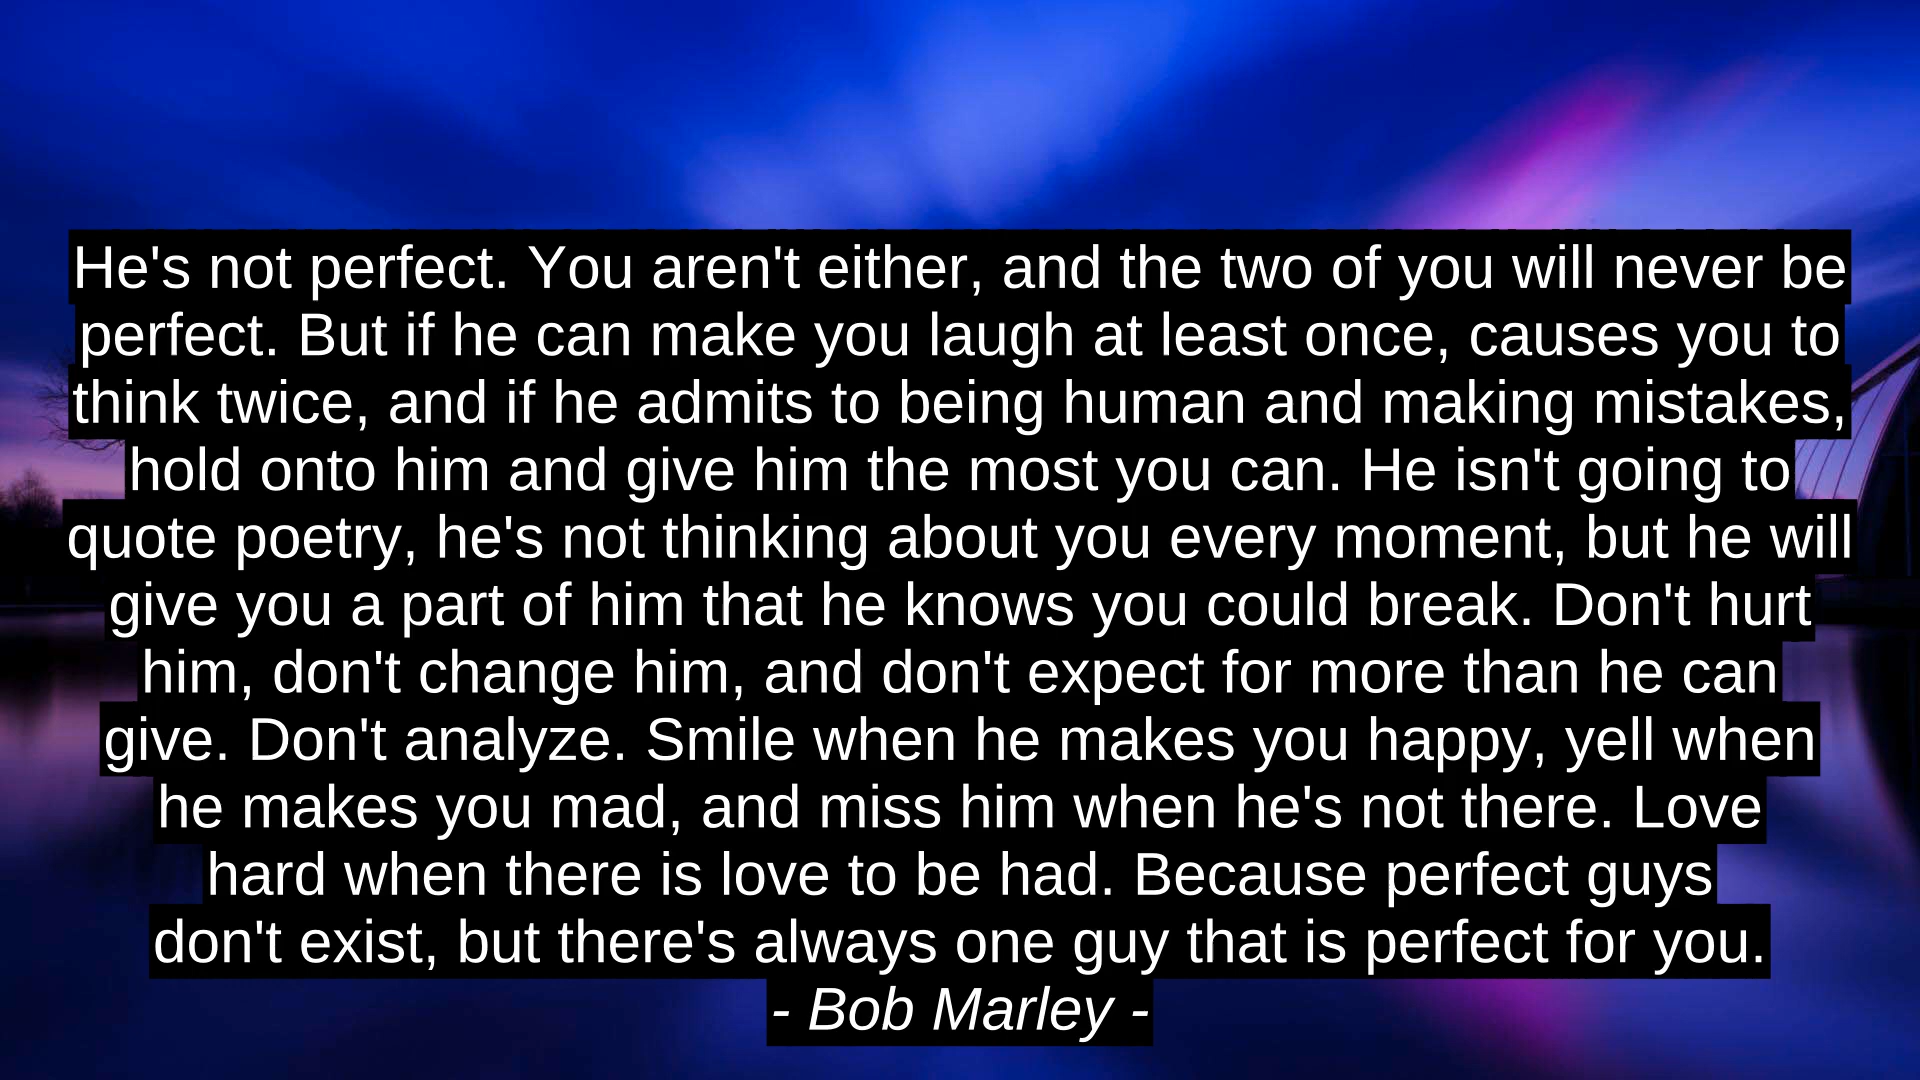 He's not perfect. You aren't either, and the two of you will never be
perfect. But if he can make you laugh at least once, causes you to
think twice, and if he admits to being human and making mistakes,
hold onto him and give him the most you can. He isn't going to
quote poetry, he's not thinking about you every moment, but he will
give you a part of him that he knows you could break. Don't hurt
him, don't change him, and don't expect for more than he can
give. Don't analyze. Smile when he makes you happy, yell when
he makes you mad, and miss him when he's not there. Love
hard when there is love to be had. Because perfect guys
don't exist, but there's always one guy that is perfect for you.
- Bob Marley -